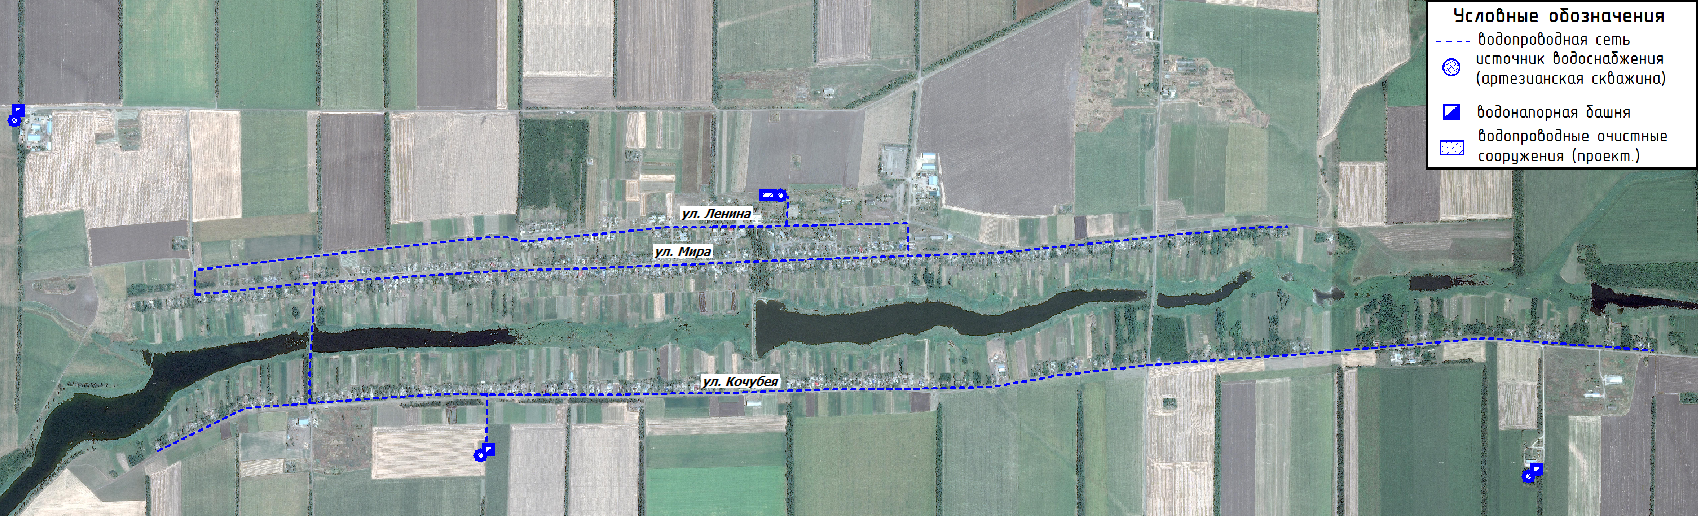 Условные обозначения
водопроводная сеть
источник водоснабжения
(артезианская скважина)
водонапорная башня
водопроводные очистные
сооружения (проект.)
ул. Ленина
ул. Мира
ул. Кочубея